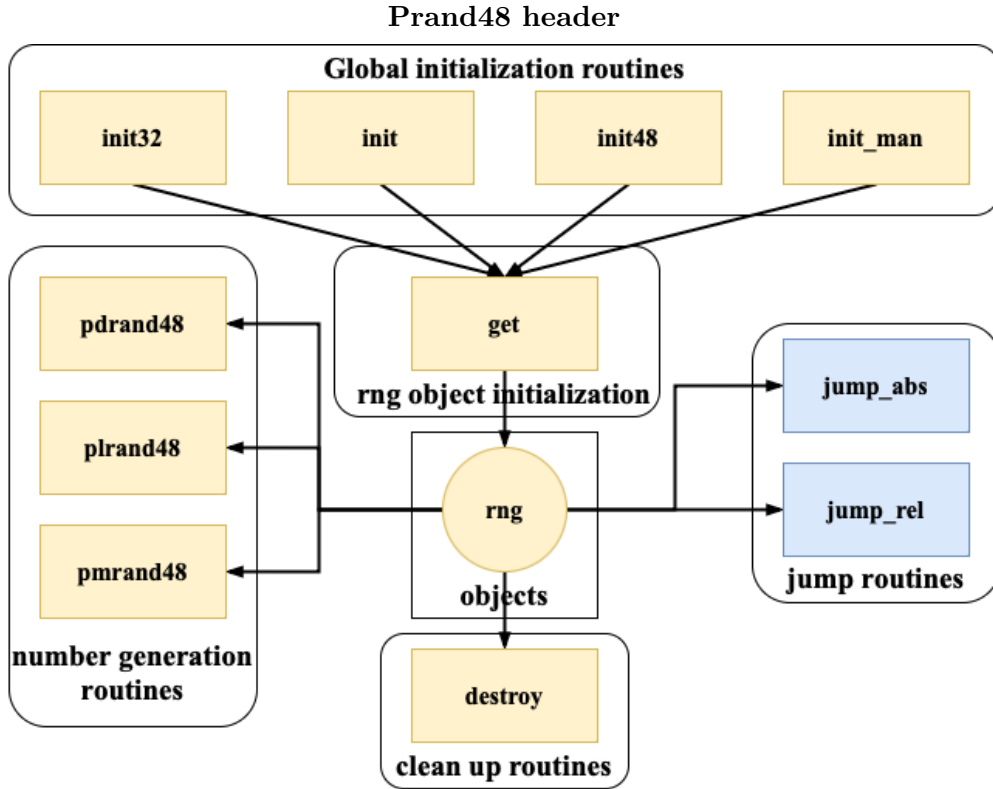 Prand48 header
Global initialization routines
init32
init
init48
init_man
get
rng object initialization
pdrand48
plrand48
pmrand48
number generation
routines
rng
objects
jump_abs
jump_rel
jump routines
destroy
clean up routines